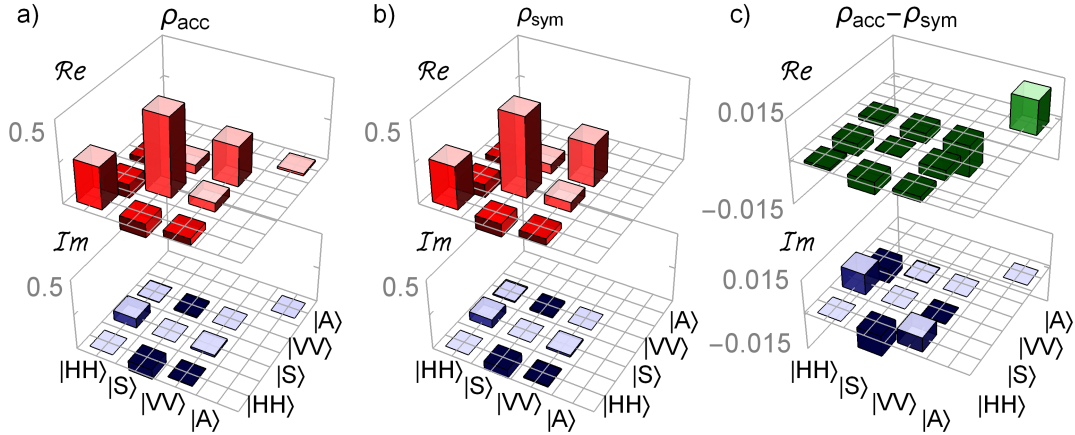 a)
ρacc
ℛe
0.5
ℐm
0.5
|HH⟩
|S⟩
|VV⟩
|A⟩
|HH⟩
|S⟩
|VV⟩
|A⟩
b)
ρsym
ℛe
0.5
ℐm
0.5
|HH⟩
|S⟩
|VV⟩
|A⟩
|HH⟩
|S⟩
|VV⟩
|A⟩
c)
ρacc−ρsym
ℛe
0.015
−0.015
ℐm
0.015
−0.015
|HH⟩
|S⟩
|VV⟩
|A⟩
|HH⟩
|S⟩
|VV⟩
|A⟩